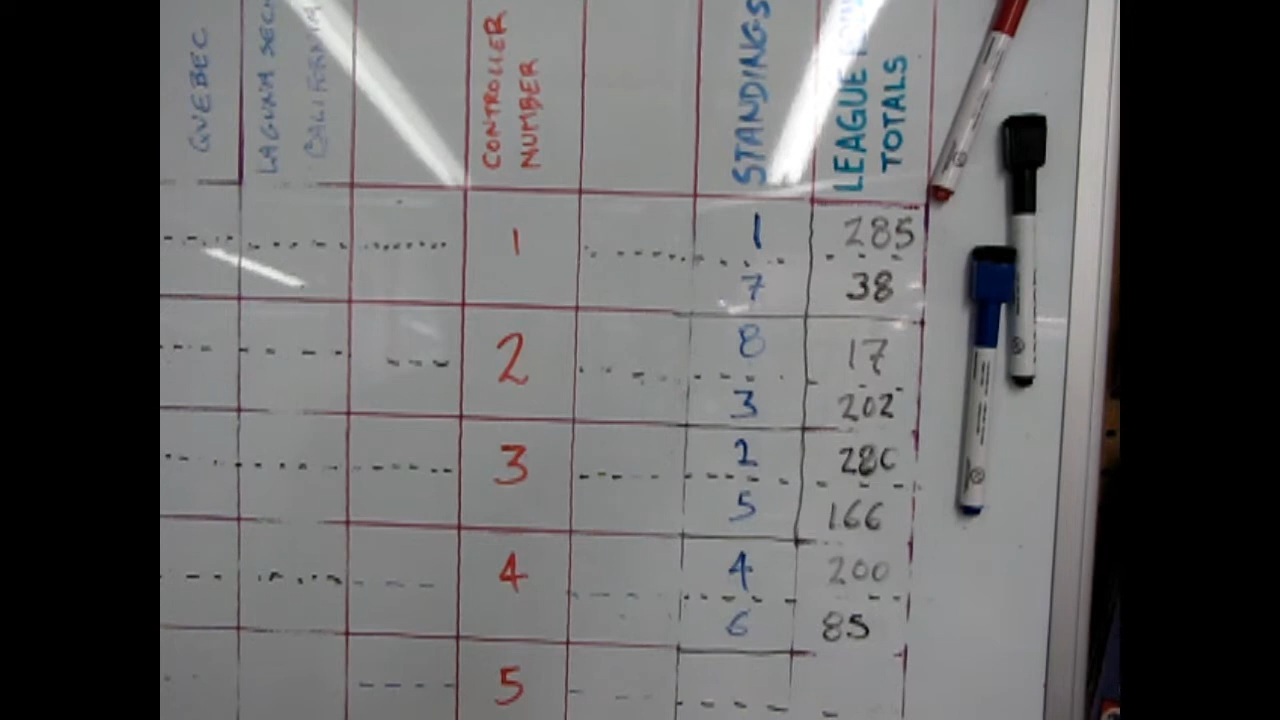 QUEBEC
LAGUNA SECA
CALIFORNIA
CONTROLLER
NUMBER
STANDINGS
LEAGUE
TOTALS
1 1 285
7 38
2 8 17
3 202
3 2 280
5 166
4 4 200
6 85
5